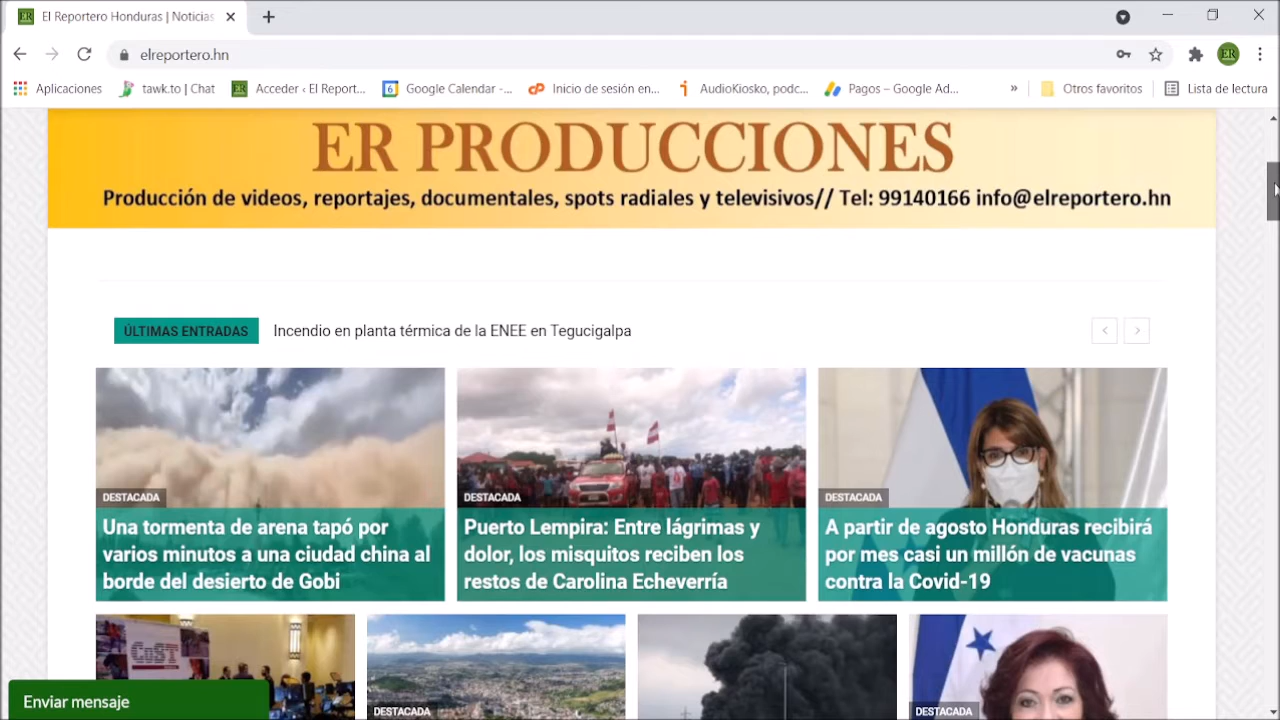 El Reportero Honduras | Noticias
elreportero.hn
Aplicaciones
tawk.to | Chat
Acceder ‹ El Report...
Google Calendar -...
Inicio de sesión en...
AudioKiosko, podc...
Pagos – Google Ad...
»
Otros favoritos
Lista de lectura
ER PRODUCCIONES
Producción de videos, reportajes, documentales, spots radiales y televisivos// Tel: 99140166 info@elreportero.hn
ÚLTIMAS ENTRADAS
Incendio en planta térmica de la ENEE en Tegucigalpa
DESTACADA
Una tormenta de arena tapó por
varios minutos a una ciudad china al
borde del desierto de Gobi
DESTACADA
Puerto Lempira: Entre lágrimas y
dolor, los misquitos reciben los
restos de Carolina Echeverría
DESTACADA
A partir de agosto Honduras recibirá
por mes casi un millón de vacunas
contra la Covid-19
CoST
DESTACADA
DESTACADA
DESTACADA
Enviar mensaje